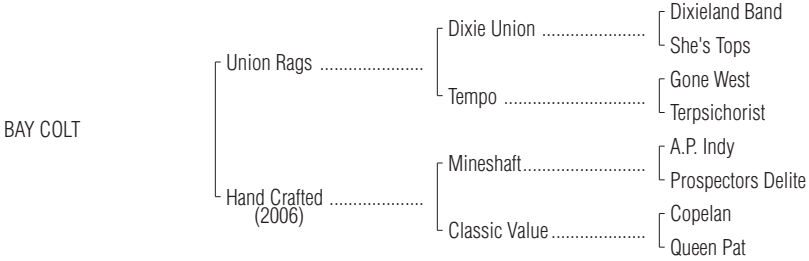 Dixieland Band
Dixie Union ......................
She's Tops
Union Rags ......................
Gone West
Tempo ..............................
Terpsichorist
BAY COLT
A.P. Indy
Mineshaft..........................
Prospectors Delite
Hand Crafted ....................
(2006)
Copelan
Classic Value ....................
Queen Pat